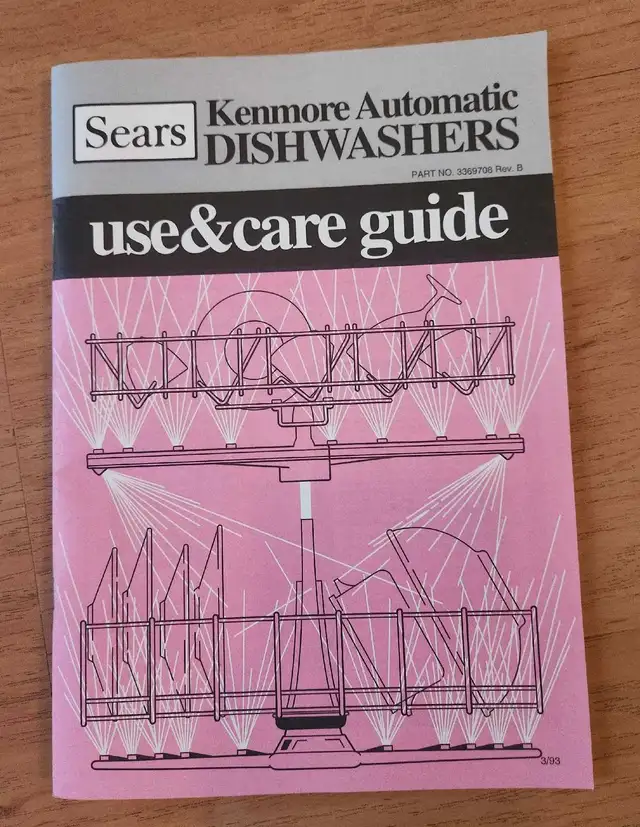 Sears
Kenmore Automatic
DISHWASHERS
PART NO. 3369708 Rev. B
use&care guide
3/93